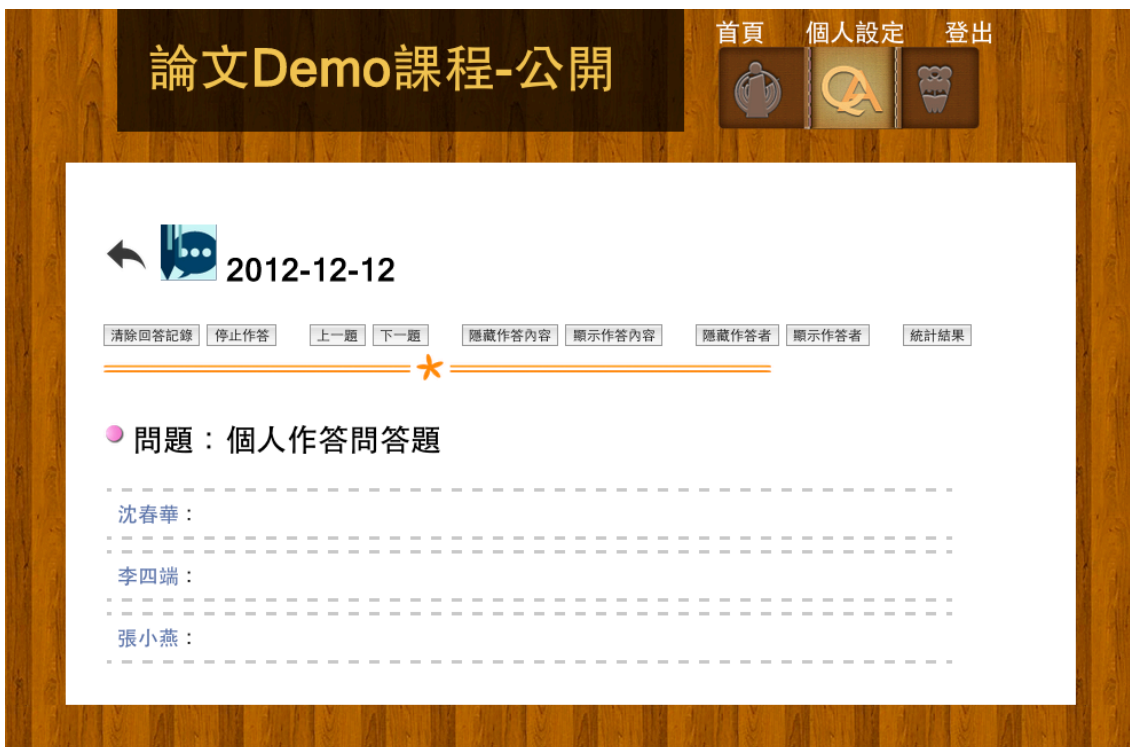 首頁 個人設定 登出
論文Demo課程-公開
QA
2012-12-12
清除回答記錄 停止作答 上一題 下一題 隱藏作答內容 顯示作答內容 隱藏作答者 顯示作答者 統計結果
問題：個人作答問答題
沈春華：
李四端：
張小燕：